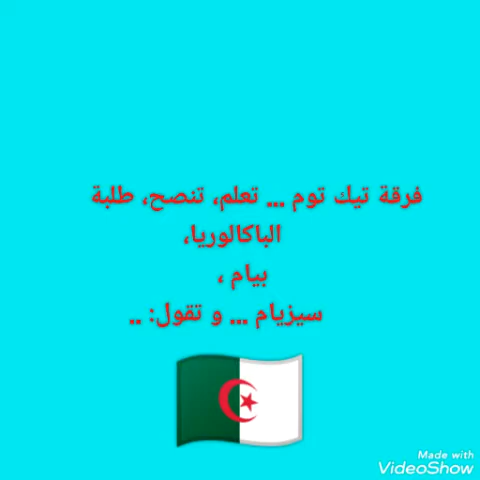 فرقة تيك توم ... تعلم، تنصح، طلبة
الباكالوريا،
بيام ،
سيزيام ... و تقول: ..
Made with
VideoShow